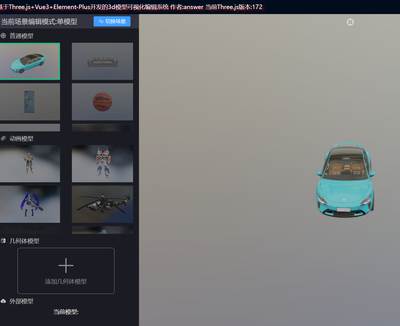 于Three.js+Vue3+Element-Plus开发的3d模型可视化编辑系统 作者:answer 当前Three.js版本:172
当前场景编辑模式:单模型
切换场景
普通模型
动画模型
几何体模型
添加几何体模型
外部模型
当前模型: